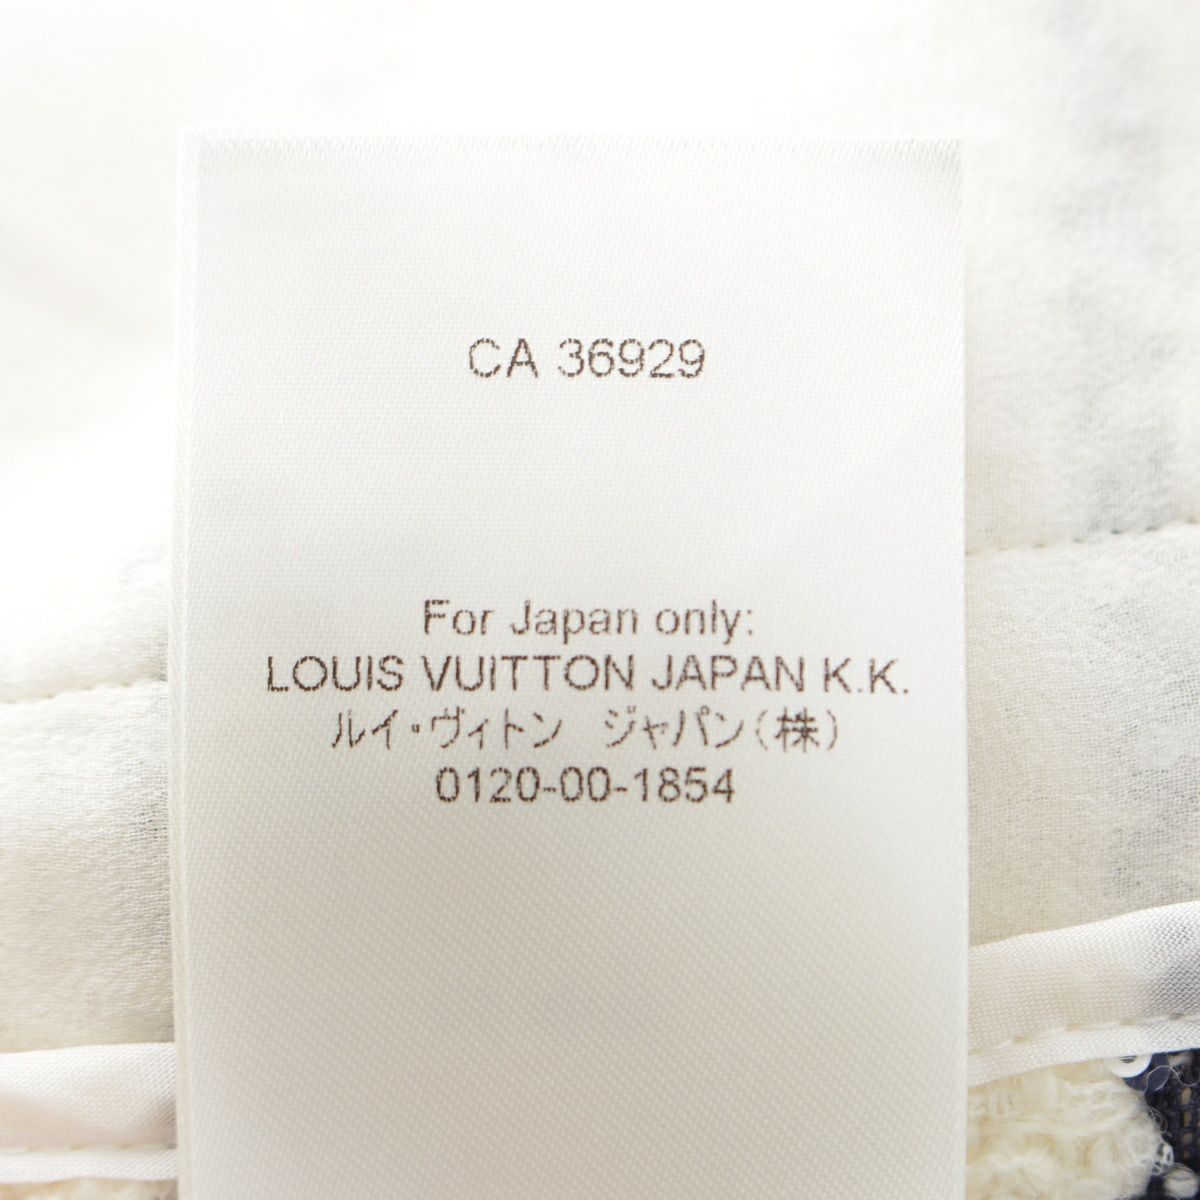 CA 36929
For Japan only:
LOUIS VUITTON JAPAN K.K.
ルイ・ヴィトン　ジャパン(株)
0120-00-1854